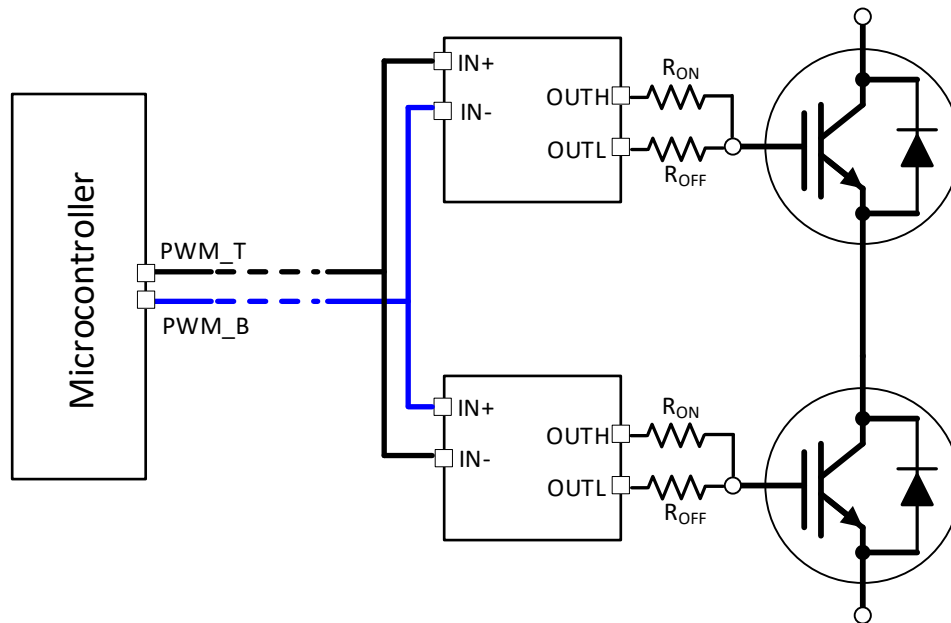 Microcontroller
PWM_T
PWM_B
IN+
IN-
OUTH
OUTL
RON
ROFF
IN+
IN-
OUTH
OUTL
RON
ROFF